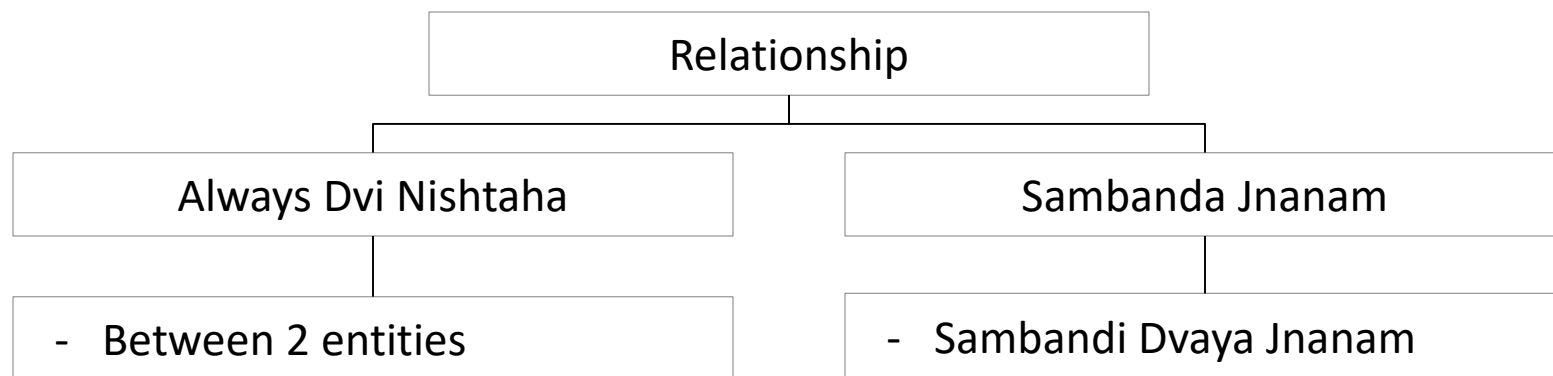 Relationship
Always Dvi Nishtaha
Sambanda Jnanam
- Between 2 entities
- Sambandi Dvaya Jnanam